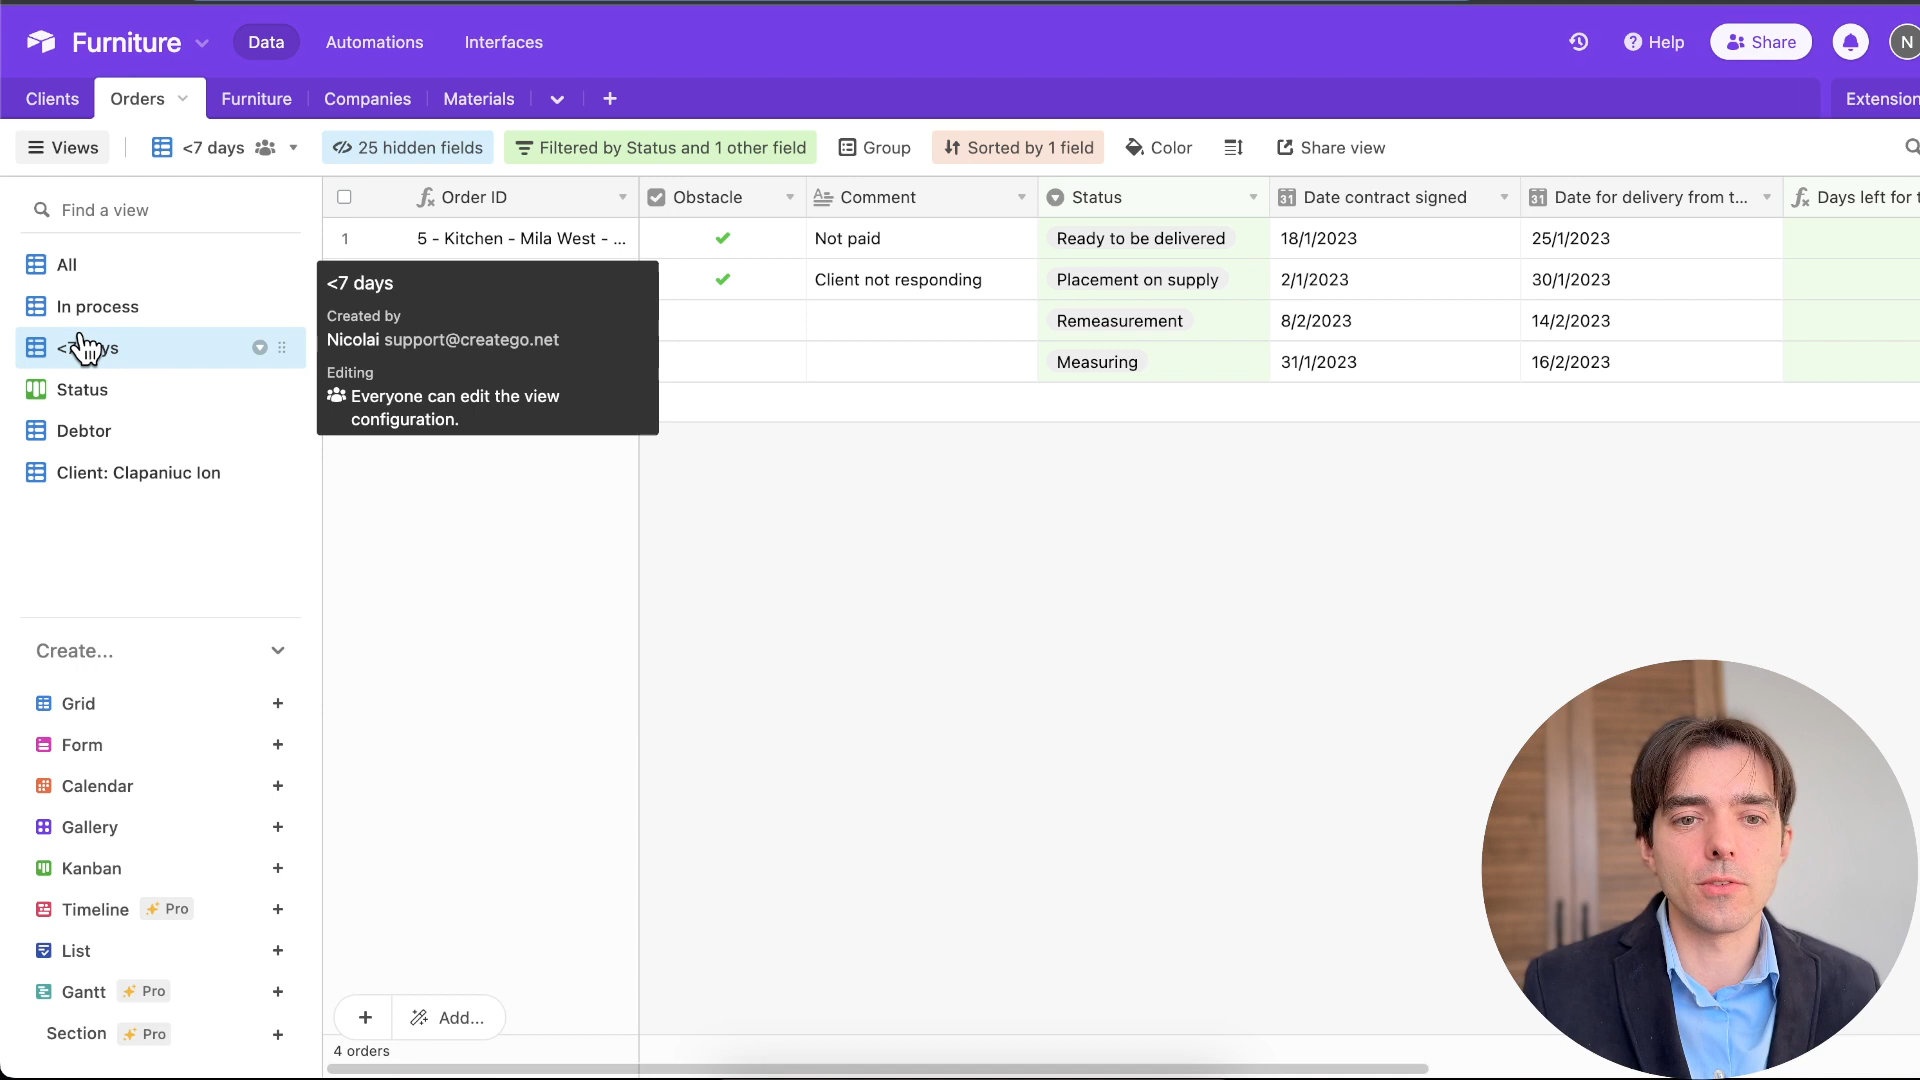 Furniture
Data
Automations
Interfaces
Help
Share
N
Clients
Orders
Furniture
Companies
Materials
Extension
Views
<7 days
25 hidden fields
Filtered by Status and 1 other field
Group
Sorted by 1 field
Color
Share view
Find a view
All
In process
Status
Debtor
Client: Clapaniuc Ion
Create...
Grid
Form
Calendar
Gallery
Kanban
Timeline Pro
List
Gantt Pro
Section Pro
Order ID
Obstacle
Comment
Status
Date contract signed
Date for delivery from t...
Days left for t
1
5 - Kitchen - Mila West - ...
Not paid
Ready to be delivered
18/1/2023
25/1/2023
Client not responding
Placement on supply
2/1/2023
30/1/2023
Remeasurement
8/2/2023
14/2/2023
Measuring
31/1/2023
16/2/2023
<7 days
Created by
Nicolai support@creatego.net
Editing
Everyone can edit the view
configuration.
Add...
4 orders